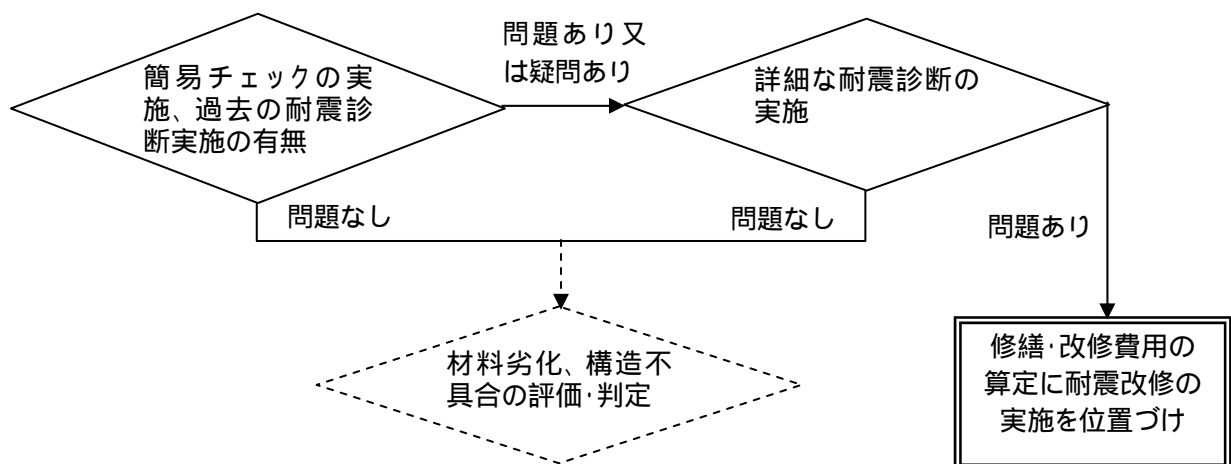 簡易チェックの実
施、過去の耐震診
断実施の有無
問題あり又
は疑問あり
詳細な耐震診断の
実施
問題なし
問題なし
問題あり
材料劣化、構造不
具合の評価・判定
修繕・改修費用の
算定に耐震改修の
実施を位置づけ